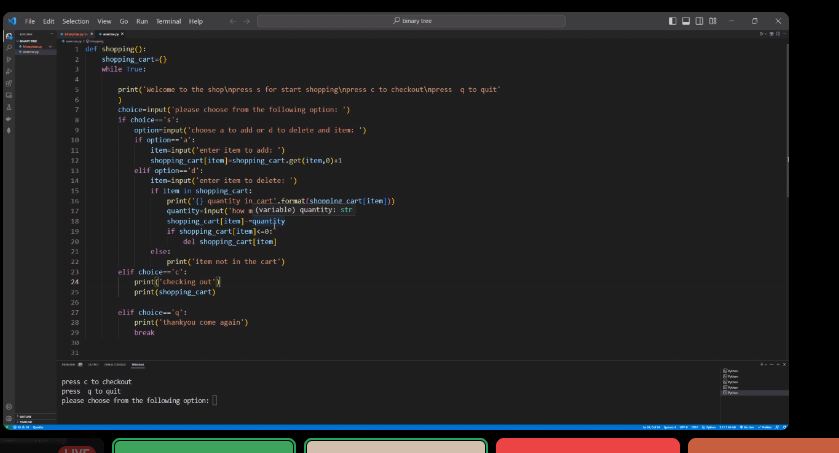 File Edit Selection View Go Run Terminal Help
binary tree
1 def shopping():
2 shopping_cart={}
3 while True:
4
5 print('Welcome to the shop\npress s for start shopping\npress c to checkout\npress  q to quit'
6 )
7 choice=input('please choose from the following option: ')
8 if choice=='s':
9 option=input('choose a to add or d to delete and item: ')
10 if option=='a':
11 item=input('enter item to add: ')
12 shopping_cart[item]=shopping_cart.get(item,0)+1
13 elif option=='d':
14 item=input('enter item to delete: ')
15 if item in shopping_cart:
16 print('{} quantity in cart'.format(shopping_cart[item]))
17 quantity=input('how m
(variable) quantity: str
18 shopping_cart[item]-=quantity
19 if shopping_cart[item]<=0:
20 del shopping_cart[item]
21 else:
22 print('item not in the cart')
23 elif choice=='c':
24 print('checking out')
25 print(shopping_cart)
26
27 elif choice=='q':
28 print('thankyou come again')
29 break
30
31
press c to checkout
press  q to quit
please choose from the following option:
Python
Python
Python
Python
Python
LIVE